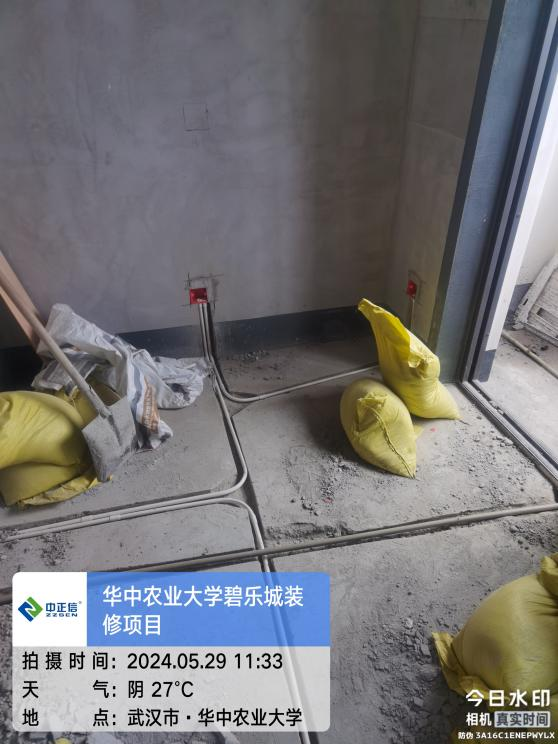 中正信
ZZSCN
华中农业大学碧乐城装
修项目
拍摄时间：2024.05.29 11:33
天 气：阴 27°C
地 点：武汉市·华中农业大学
今日水印
相机 真实时间
防伪 3A16C1ENEPWYLX